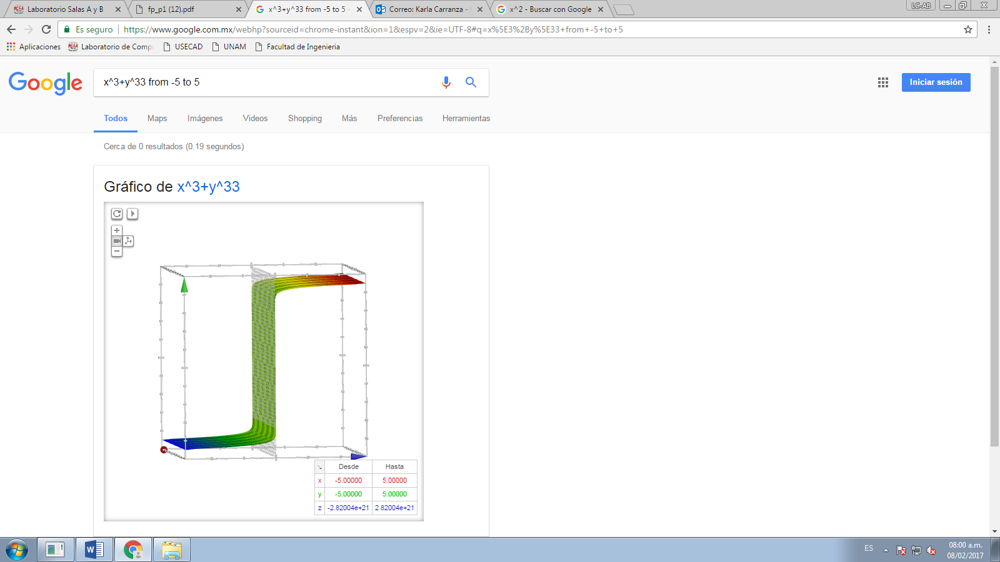 Laboratorio Salas A y B
fp_p1 (12).pdf
x^3+y^33 from -5 to 5 -
Correo: Karla Carranza -
x^2 - Buscar con Google
LC-AB
Es seguro
https://www.google.com.mx/webhp?sourceid=chrome-instant&ion=1&espv=2&ie=UTF-8#q=x%5E3%2By%5E33+from+-5+to+5
Aplicaciones
Laboratorio de Compu
USECAD
UNAM
Facultad de Ingenieria
Google
x^3+y^33 from -5 to 5
Iniciar sesión
Todos
Maps
Imágenes
Videos
Shopping
Más
Preferencias
Herramientas
Cerca de 0 resultados (0.19 segundos)
Gráfico de x^3+y^33
Desde Hasta
x -5.00000 5.00000
y -5.00000 5.00000
z -2.82004e+21 2.82004e+21
ES
08:00 a.m.
08/02/2017